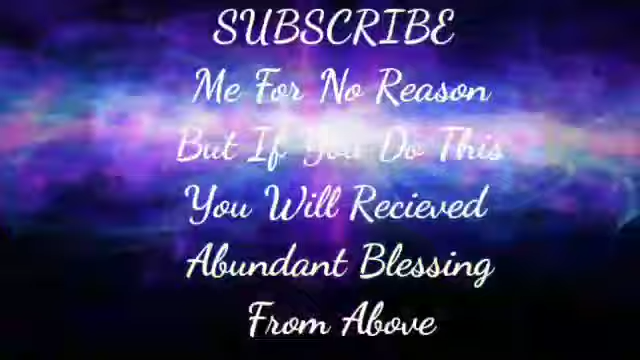 SUBSCRIBE
Me For No Reason
But If You Do This
You Will Recieved
Abundant Blessing
From Above